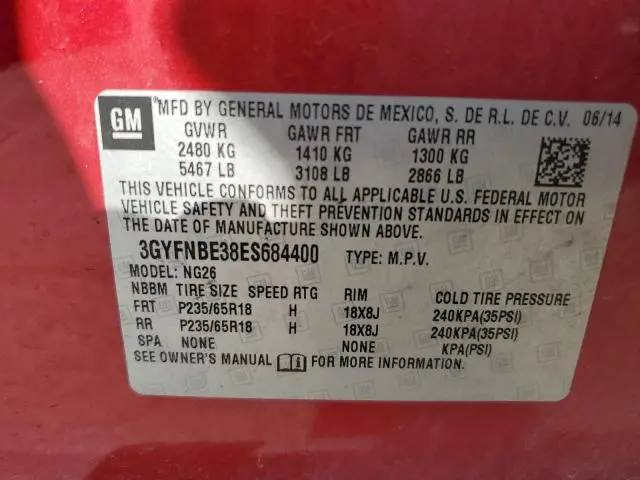 GM
MFD BY GENERAL MOTORS DE MEXICO, S. DE R.L. DE C.V. 06/14
GVWR GAWR FRT GAWR RR
2480 KG 1410 KG 1300 KG
5467 LB 3108 LB 2866 LB
THIS VEHICLE CONFORMS TO ALL APPLICABLE U.S. FEDERAL MOTOR
VEHICLE SAFETY AND THEFT PREVENTION STANDARDS IN EFFECT ON
THE DATE OF MANUFACTURE SHOWN ABOVE.
3GYFNBE38ES684400 TYPE: M.P.V.
MODEL: NG26
NBBM TIRE SIZE SPEED RTG RIM COLD TIRE PRESSURE
FRT P235/65R18 H 18X8J 240KPA(35PSI)
RR P235/65R18 H 18X8J 240KPA(35PSI)
SPA NONE NONE KPA(PSI)
SEE OWNER'S MANUAL FOR MORE INFORMATION.